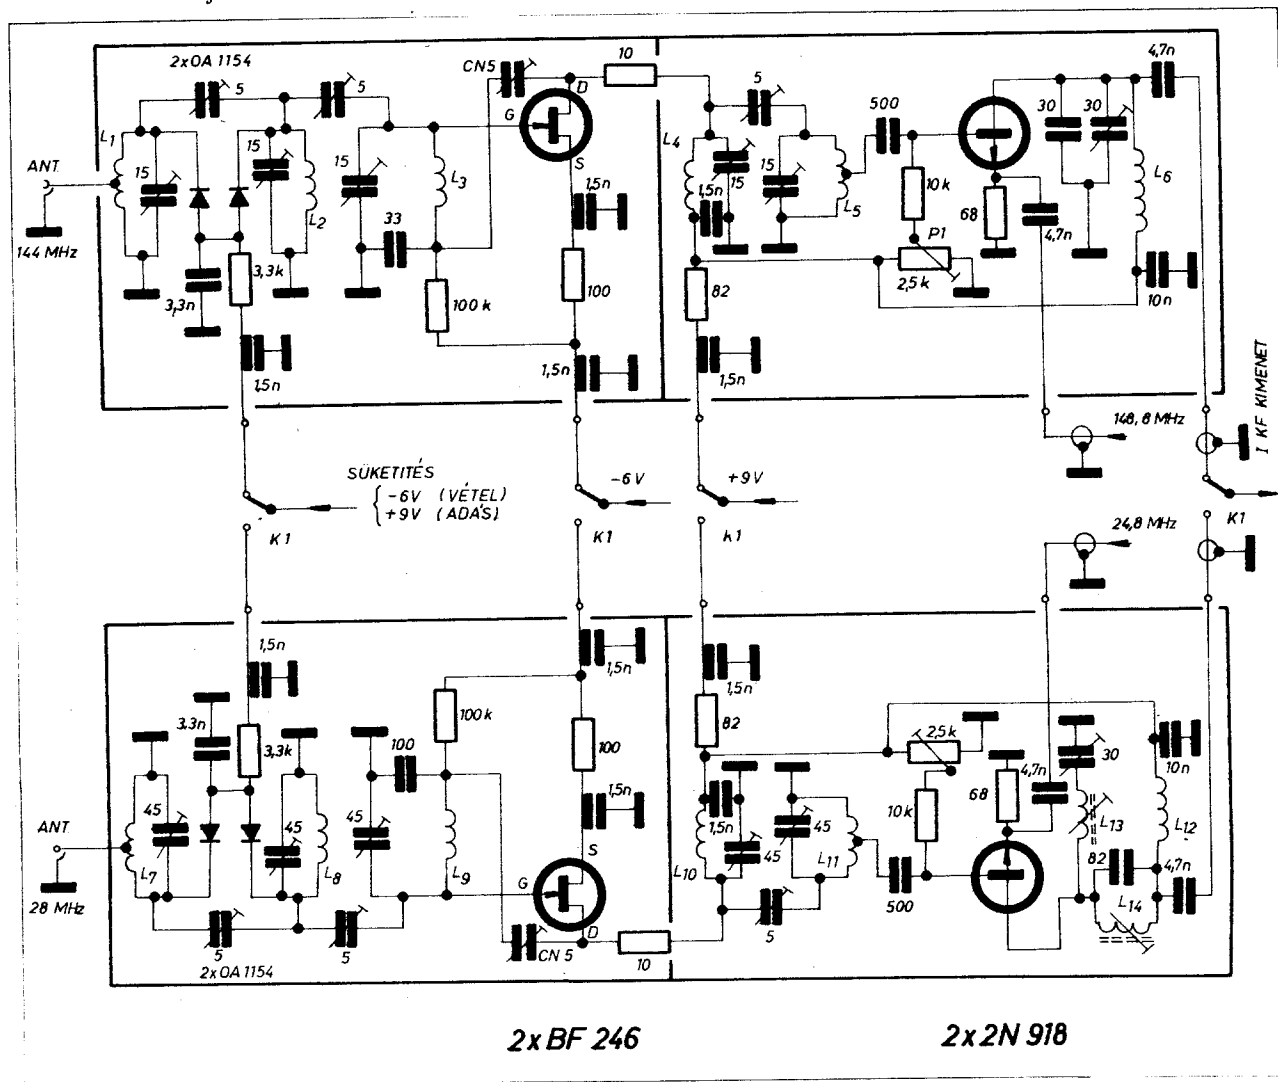 2xOA 1154
5
5
CN5
D
G
S
10
L1
15
15
L2
15
L3
33
ANT.
144 MHz
3,3k
3,3n
100k
1,5n
100
1,5n
1,5n
5
L4
15
1,5n
15
L5
500
10k
P1
2,5k
82
1,5n
68
4,7n
30
30
L6
4,7n
10n
148,8 MHz
I KF KIMENET
SÜKETITÉS
-6V (VÉTEL)
+9V (ADÁS)
K1
-6V
K1
+9V
K1
24,8 MHz
K1
1,5n
3,3n
3,3k
ANT.
28 MHz
45
L7
45
L8
5
5
2xOA 1154
45
100
L9
100k
1,5n
100
1,5n
S
G
D
CN 5
10
1,5n
82
1,5n
L10
45
45
L11
5
500
10k
2,5k
68
4,7n
30
L13
L12
10n
82
4,7n
L14
2xBF 246
2x2N 918